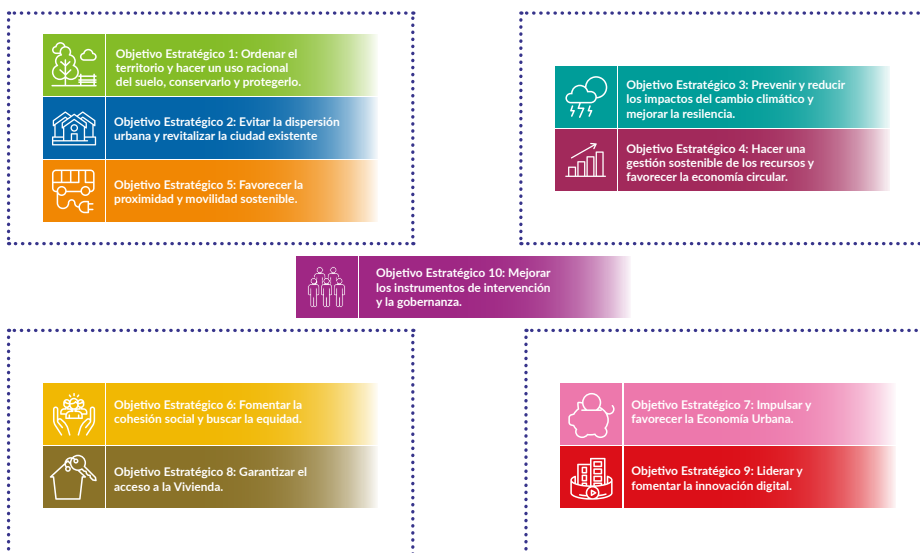 Objetivo Estratégico 1: Ordenar el
territorio y hacer un uso racional
del suelo, conservarlo y protegerlo.
Objetivo Estratégico 2: Evitar la dispersión
urbana y revitalizar la ciudad existente
Objetivo Estratégico 5: Favorecer la
proximidad y movilidad sostenible.
Objetivo Estratégico 3: Prevenir y reducir
los impactos del cambio climático y
mejorar la resilencia.
Objetivo Estratégico 4: Hacer una
gestión sostenible de los recursos y
favorecer la economía circular.
Objetivo Estratégico 10: Mejorar
los instrumentos de intervención
y la gobernanza.
Objetivo Estratégico 6: Fomentar la
cohesión social y buscar la equidad.
Objetivo Estratégico 8: Garantizar el
acceso a la Vivienda.
Objetivo Estratégico 7: Impulsar y
favorecer la Economía Urbana.
Objetivo Estratégico 9: Liderar y
fomentar la innovación digital.